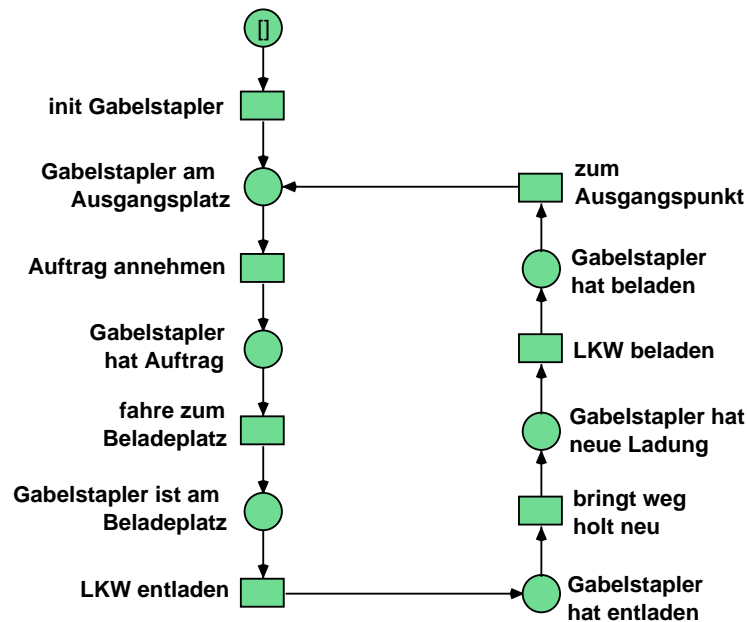 []
init Gabelstapler
Gabelstapler am
Ausgangsplatz
Auftrag annehmen
Gabelstapler
hat Auftrag
fahre zum
Beladeplatz
Gabelstapler ist am
Beladeplatz
LKW entladen
zum
Ausgangspunkt
Gabelstapler
hat beladen
LKW beladen
Gabelstapler hat
neue Ladung
bringt weg
holt neu
Gabelstapler
hat entladen